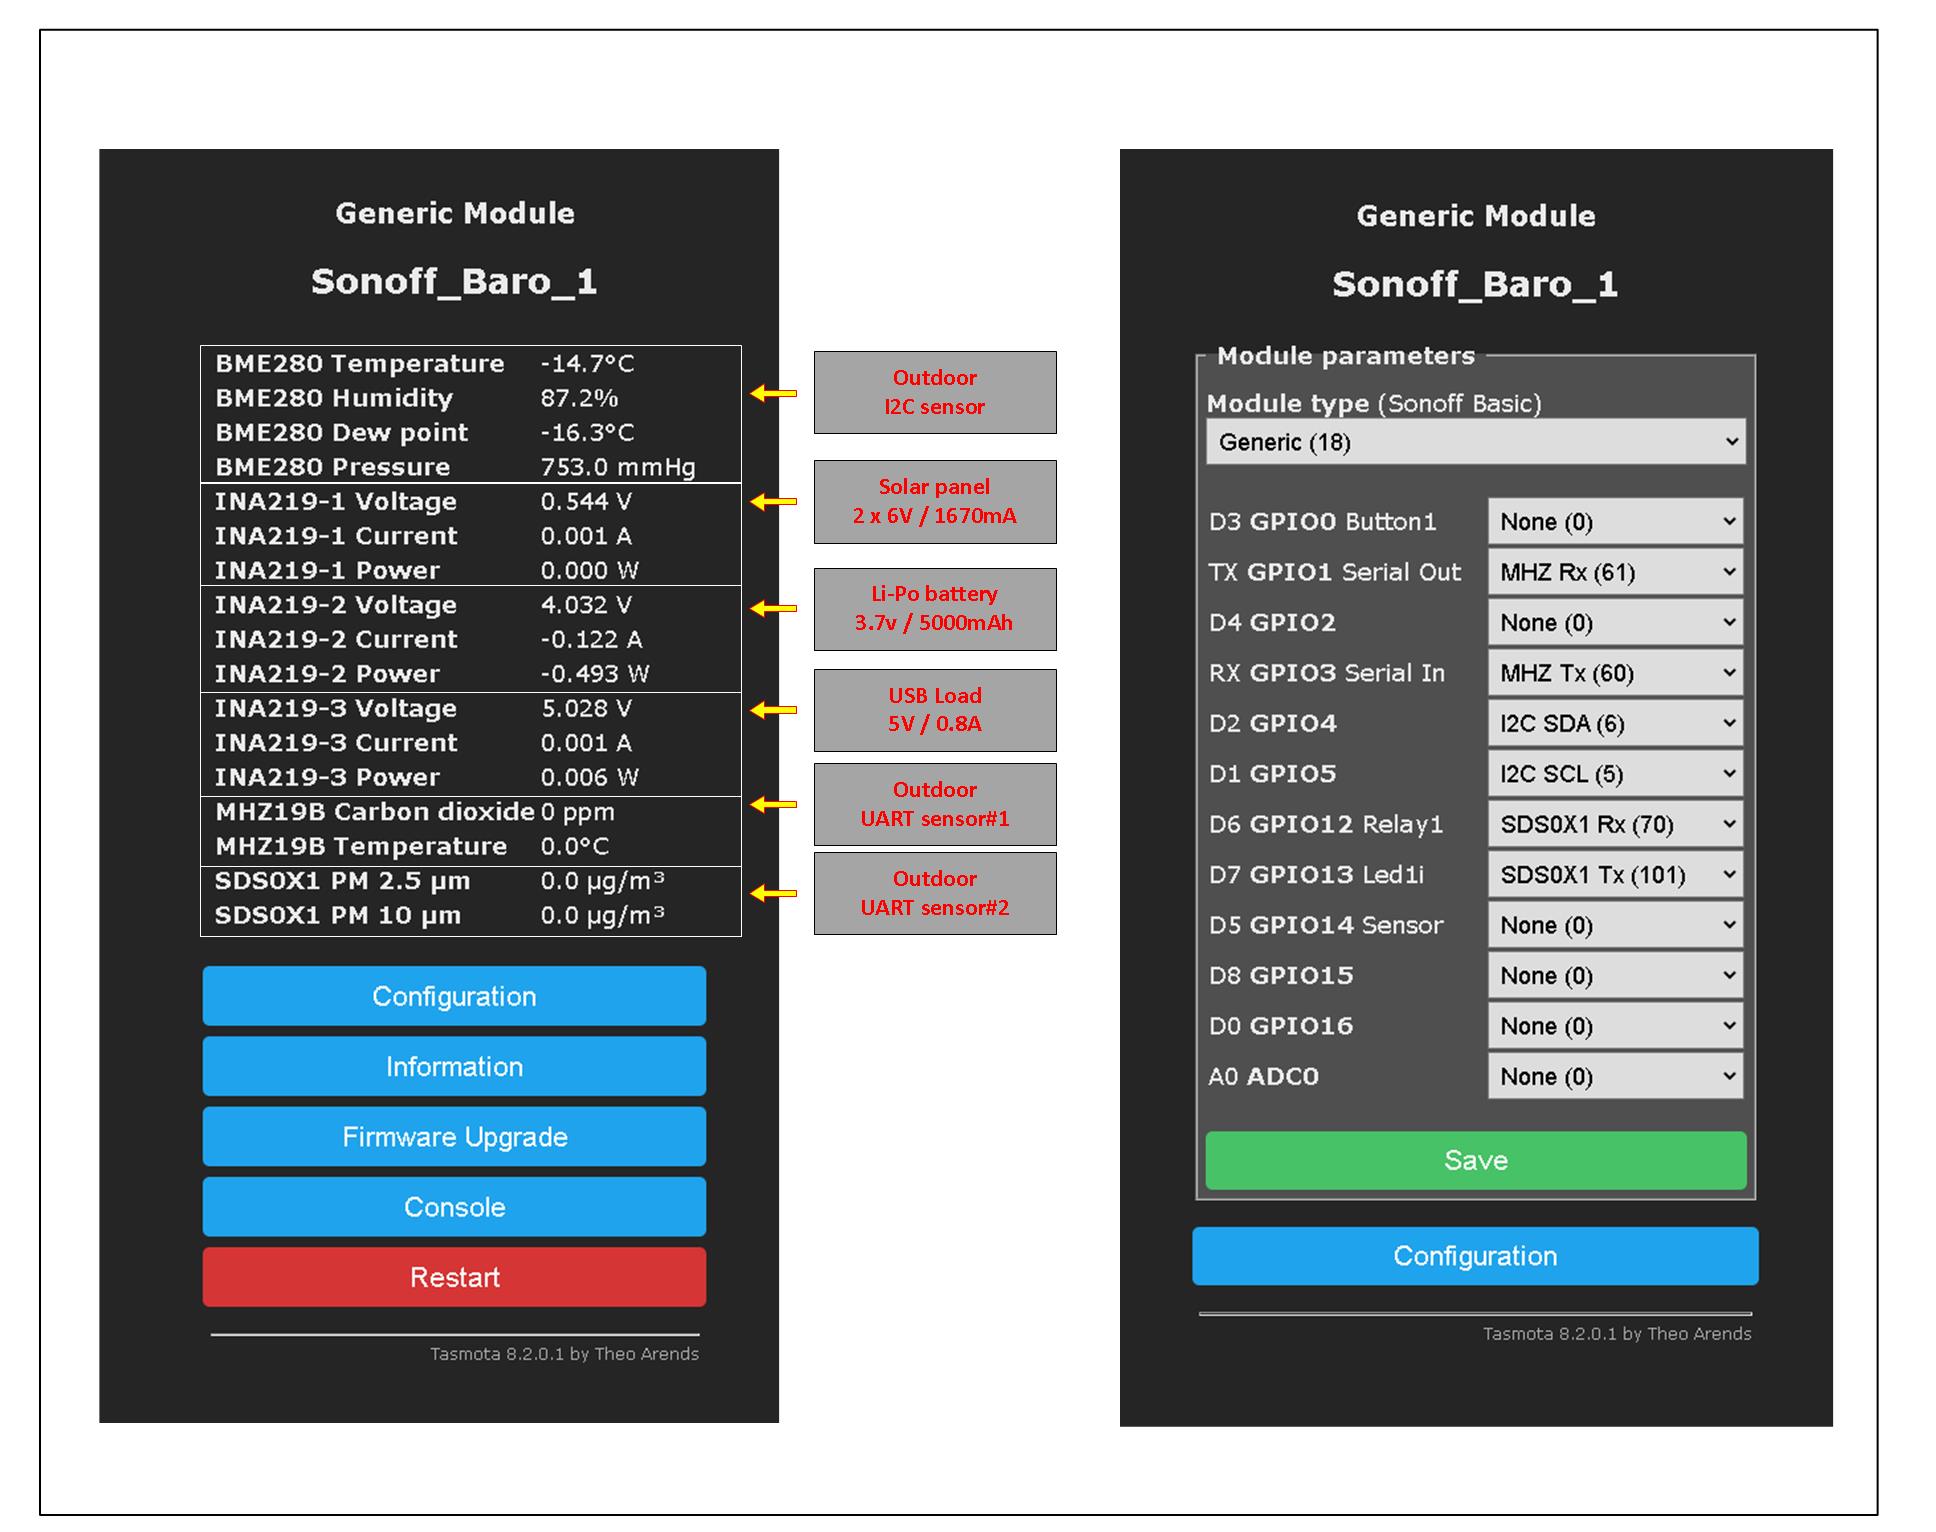 Generic Module
Sonoff_Baro_1
BME280 Temperature -14.7°C
BME280 Humidity 87.2%
BME280 Dew point -16.3°C
BME280 Pressure 753.0 mmHg
INA219-1 Voltage 0.544 V
INA219-1 Current 0.001 A
INA219-1 Power 0.000 W
INA219-2 Voltage 4.032 V
INA219-2 Current -0.122 A
INA219-2 Power -0.493 W
INA219-3 Voltage 5.028 V
INA219-3 Current 0.001 A
INA219-3 Power 0.006 W
MHZ19B Carbon dioxide 0 ppm
MHZ19B Temperature 0.0°C
SDS0X1 PM 2.5 µm 0.0 µg/m³
SDS0X1 PM 10 µm 0.0 µg/m³
Configuration
Information
Firmware Upgrade
Console
Restart
Tasmota 8.2.0.1 by Theo Arends
Outdoor
I2C sensor
Solar panel
2 x 6V / 1670mA
Li-Po battery
3.7v / 5000mAh
USB Load
5V / 0.8A
Outdoor
UART sensor#1
Outdoor
UART sensor#2
Generic Module
Sonoff_Baro_1
Module parameters
Module type (Sonoff Basic)
Generic (18)
D3 GPIO0 Button1 None (0)
TX GPIO1 Serial Out MHZ Rx (61)
D4 GPIO2 None (0)
RX GPIO3 Serial In MHZ Tx (60)
D2 GPIO4 I2C SDA (6)
D1 GPIO5 I2C SCL (5)
D6 GPIO12 Relay1 SDS0X1 Rx (70)
D7 GPIO13 Led1i SDS0X1 Tx (101)
D5 GPIO14 Sensor None (0)
D8 GPIO15 None (0)
D0 GPIO16 None (0)
A0 ADC0 None (0)
Save
Configuration
Tasmota 8.2.0.1 by Theo Arends